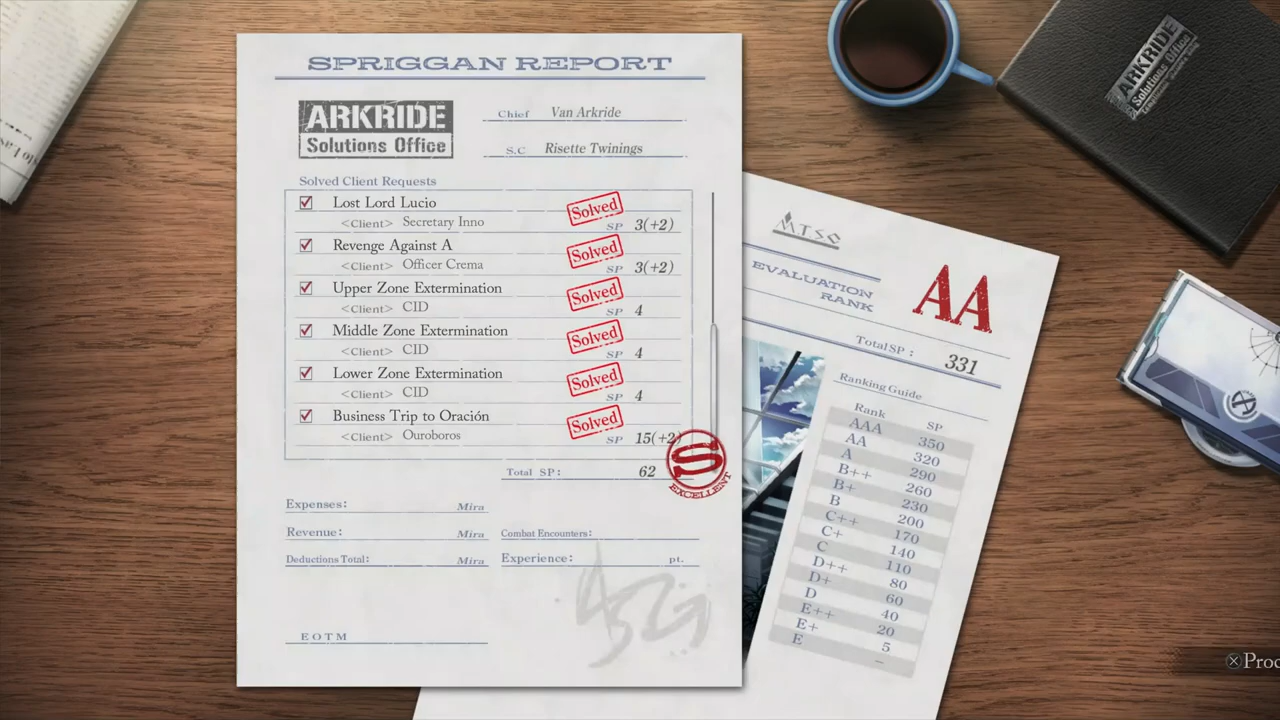 SPRIGGAN REPORT
ARKRIDE
Solutions Office
Chief Van Arkride
S.C Risette Twinings
Solved Client Requests
Lost Lord Lucio
Solved
<Client> Secretary Inno
SP 3(+2)
Revenge Against A
Solved
<Client> Officer Crema
SP 3(+2)
Upper Zone Extermination
Solved
<Client> CID
SP 4
Middle Zone Extermination
Solved
<Client> CID
SP 4
Lower Zone Extermination
Solved
<Client> CID
SP 4
Business Trip to Oración
Solved
<Client> Ouroboros
SP 15(+2)
Total SP: 62
S
EXCELLENT
Expenses: Mira
Revenue: Mira
Combat Encounters:
Deductions Total: Mira
Experience: pt.
EOTM
MTSC
EVALUATION
RANK
AA
Total SP: 331
Ranking Guide
Rank SP
AAA 350
AA 320
A 290
B++ 260
B+ 230
B 200
C++ 170
C+ 140
C 110
D++ 80
D+ 60
D 40
E++ 20
E+ 5
E –
ARKRIDE
Solutions Office
Proc